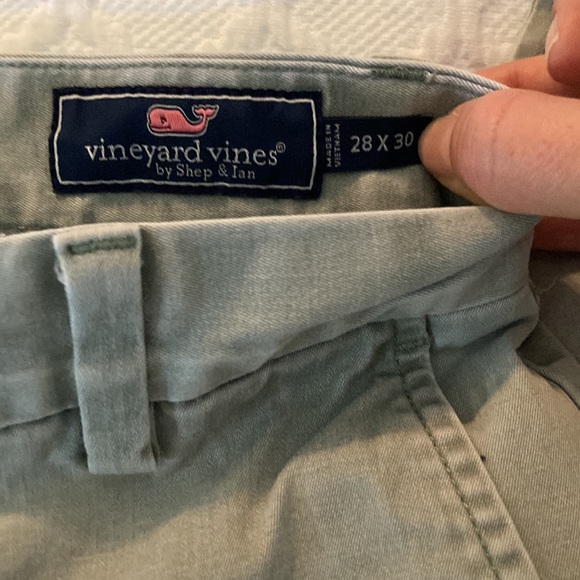 vineyard vines®
by Shep & Ian
MADE IN
VIETNAM
28 X 30